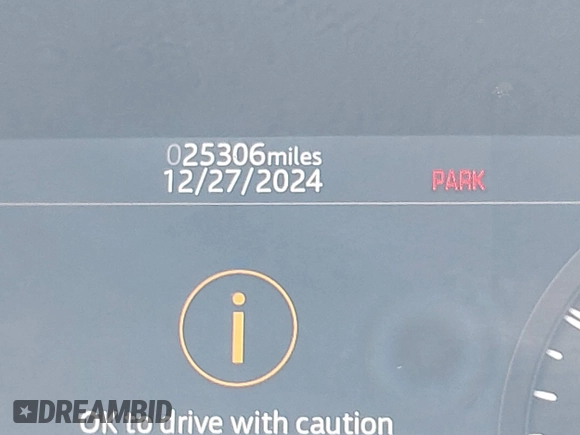 025306miles
12/27/2024
PARK
i
OK to drive with caution
DREAMBID